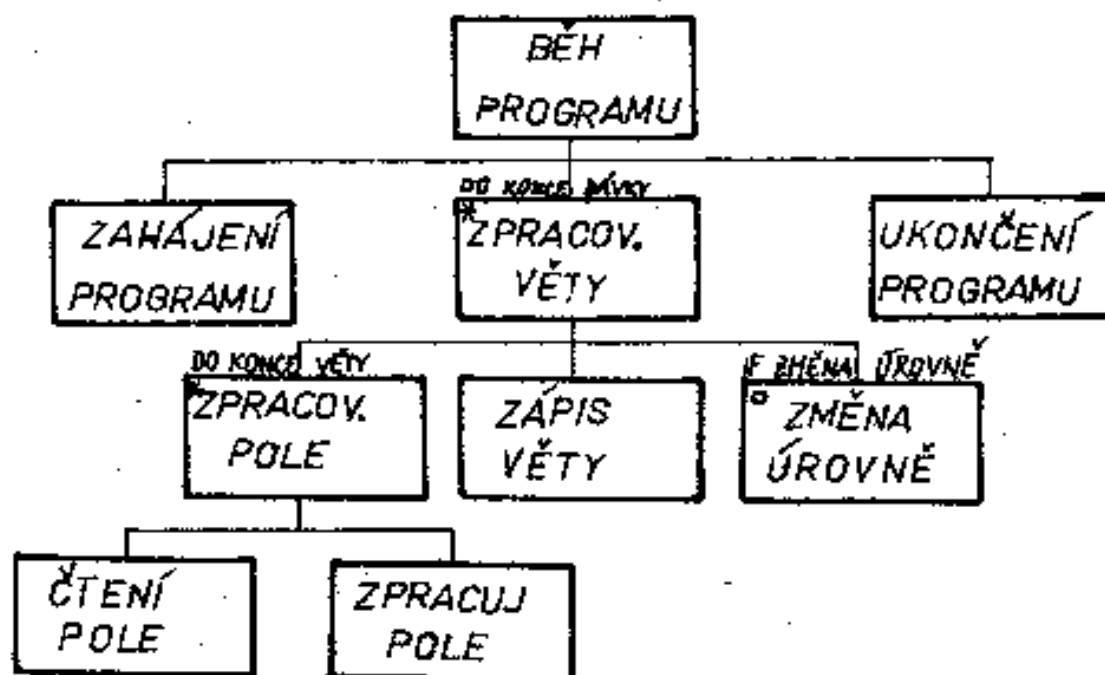 BĚH
PROGRAMU
ZAHÁJENÍ
PROGRAMU
DO KONCE DÁVKY
*ZPRACOV.
VĚTY
UKONČENÍ
PROGRAMU
DO KONCE VĚTY
*ZPRACOV.
POLE
ZÁPIS
VĚTY
IF ZMĚNA ÚROVNĚ
o ZMĚNA
ÚROVNĚ
ČTENÍ
POLE
ZPRACUJ
POLE